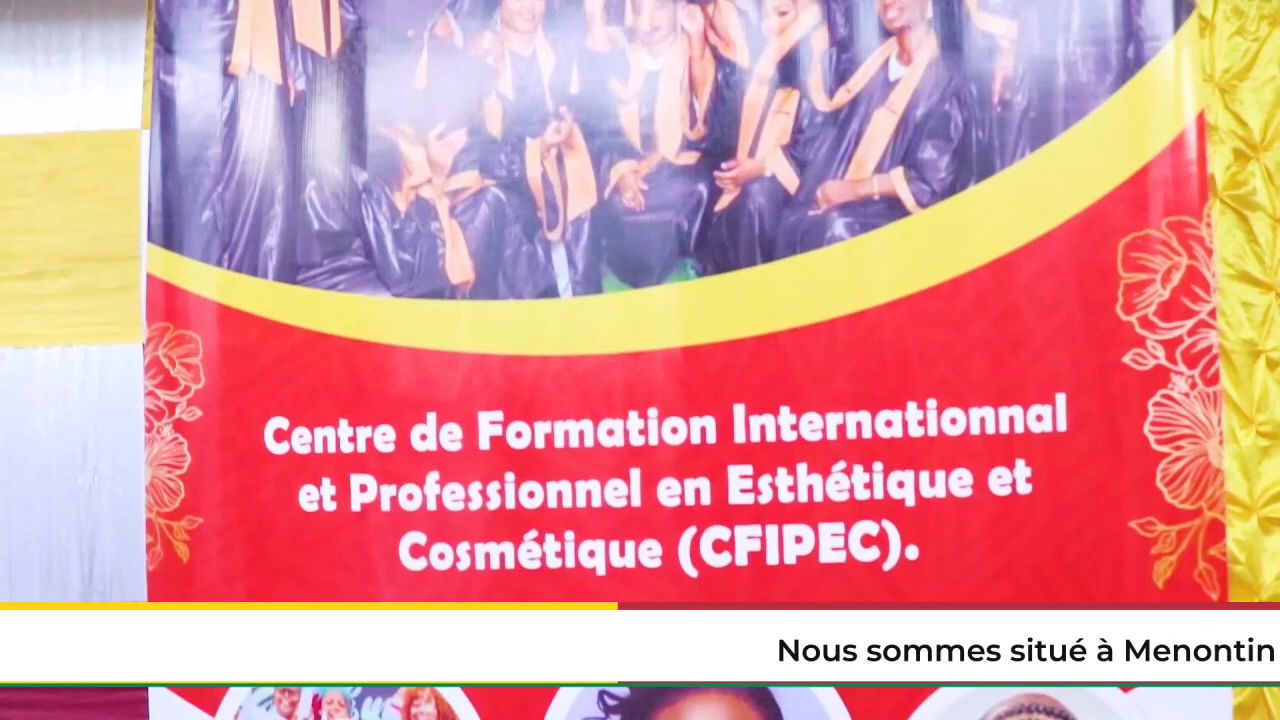 Centre de Formation Internationnal
et Professionnel en Esthétique et
Cosmétique (CFIPEC).
Nous sommes situé à Menontin